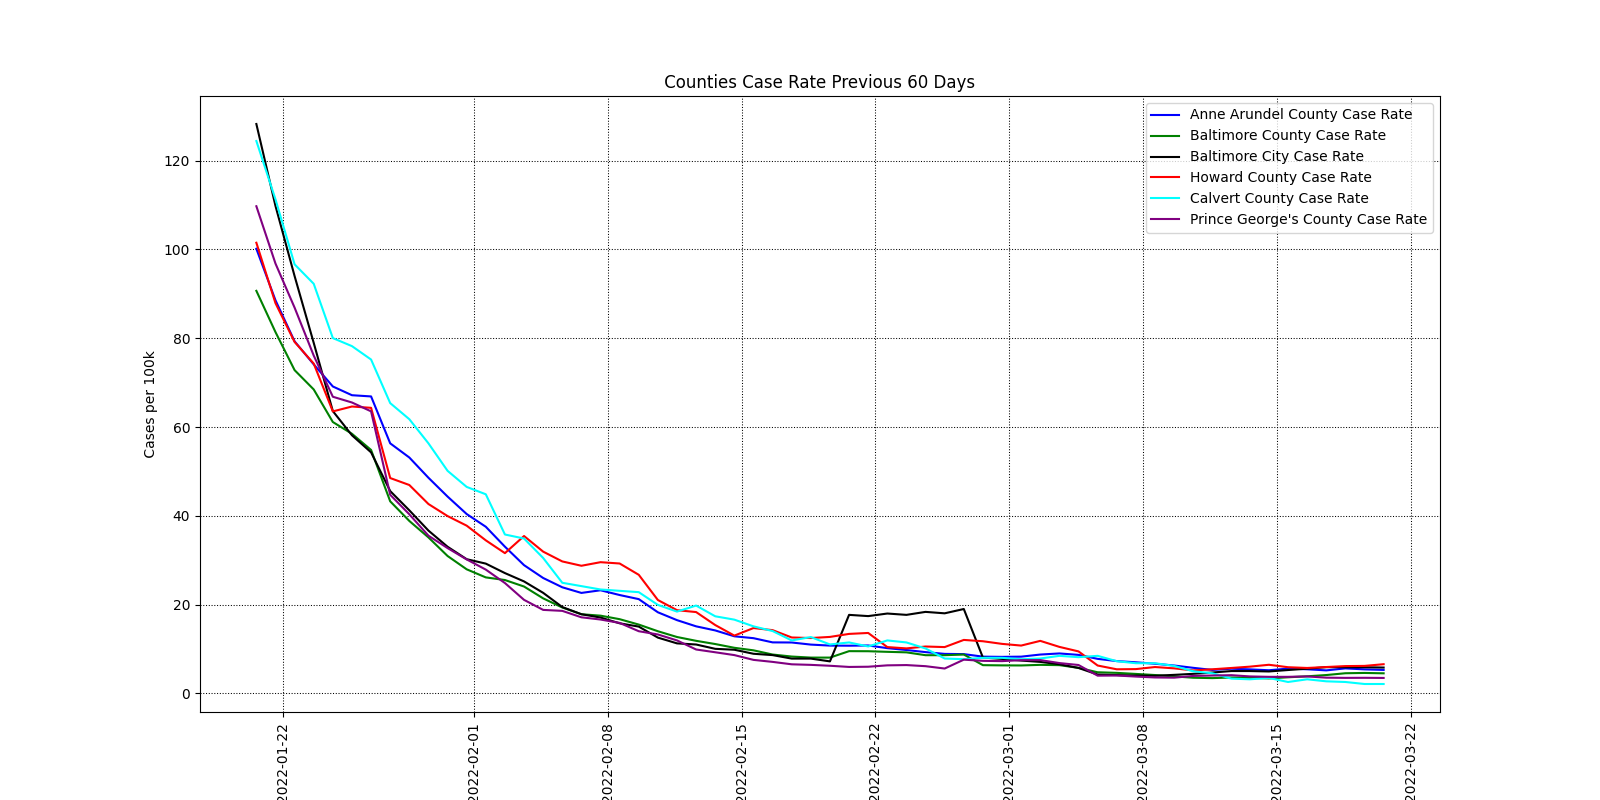 Counties Case Rate Previous 60 Days
Anne Arundel County Case Rate
Baltimore County Case Rate
Baltimore City Case Rate
Howard County Case Rate
Calvert County Case Rate
Prince George's County Case Rate
Cases per 100k
120
100
80
60
40
20
0
2022-01-22
2022-02-01
2022-02-08
2022-02-15
2022-02-22
2022-03-01
2022-03-08
2022-03-15
2022-03-22